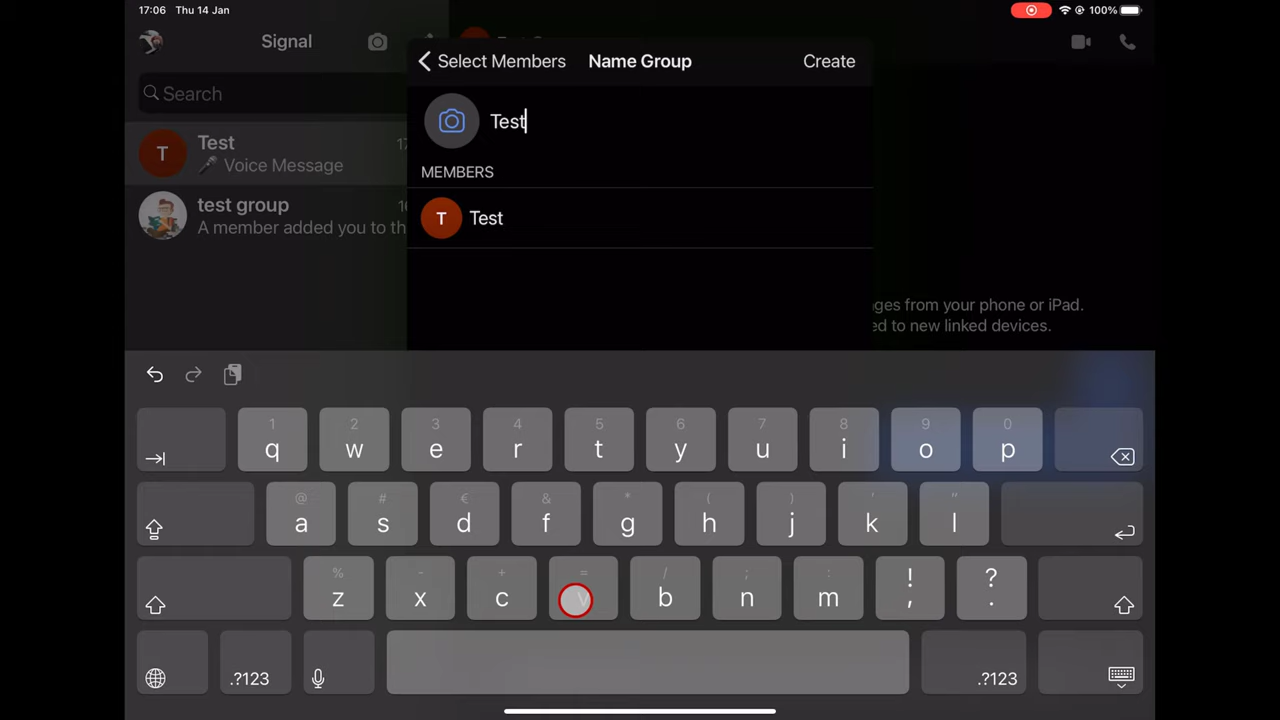 17:06 Thu 14 Jan
100%
Signal
Search
Test
Voice Message
test group
A member added you to th
Select Members
Name Group
Create
Test
MEMBERS
T Test
T
ges from your phone or iPad.
ed to new linked devices.
1 2 3 4 5 6 7 8 9 0
q w e r t y u i o p
@ # € & * ( ) ' "
a s d f g h j k l
% - + = / ; :
z x c v b n m ! , ? .
.?123 .?123